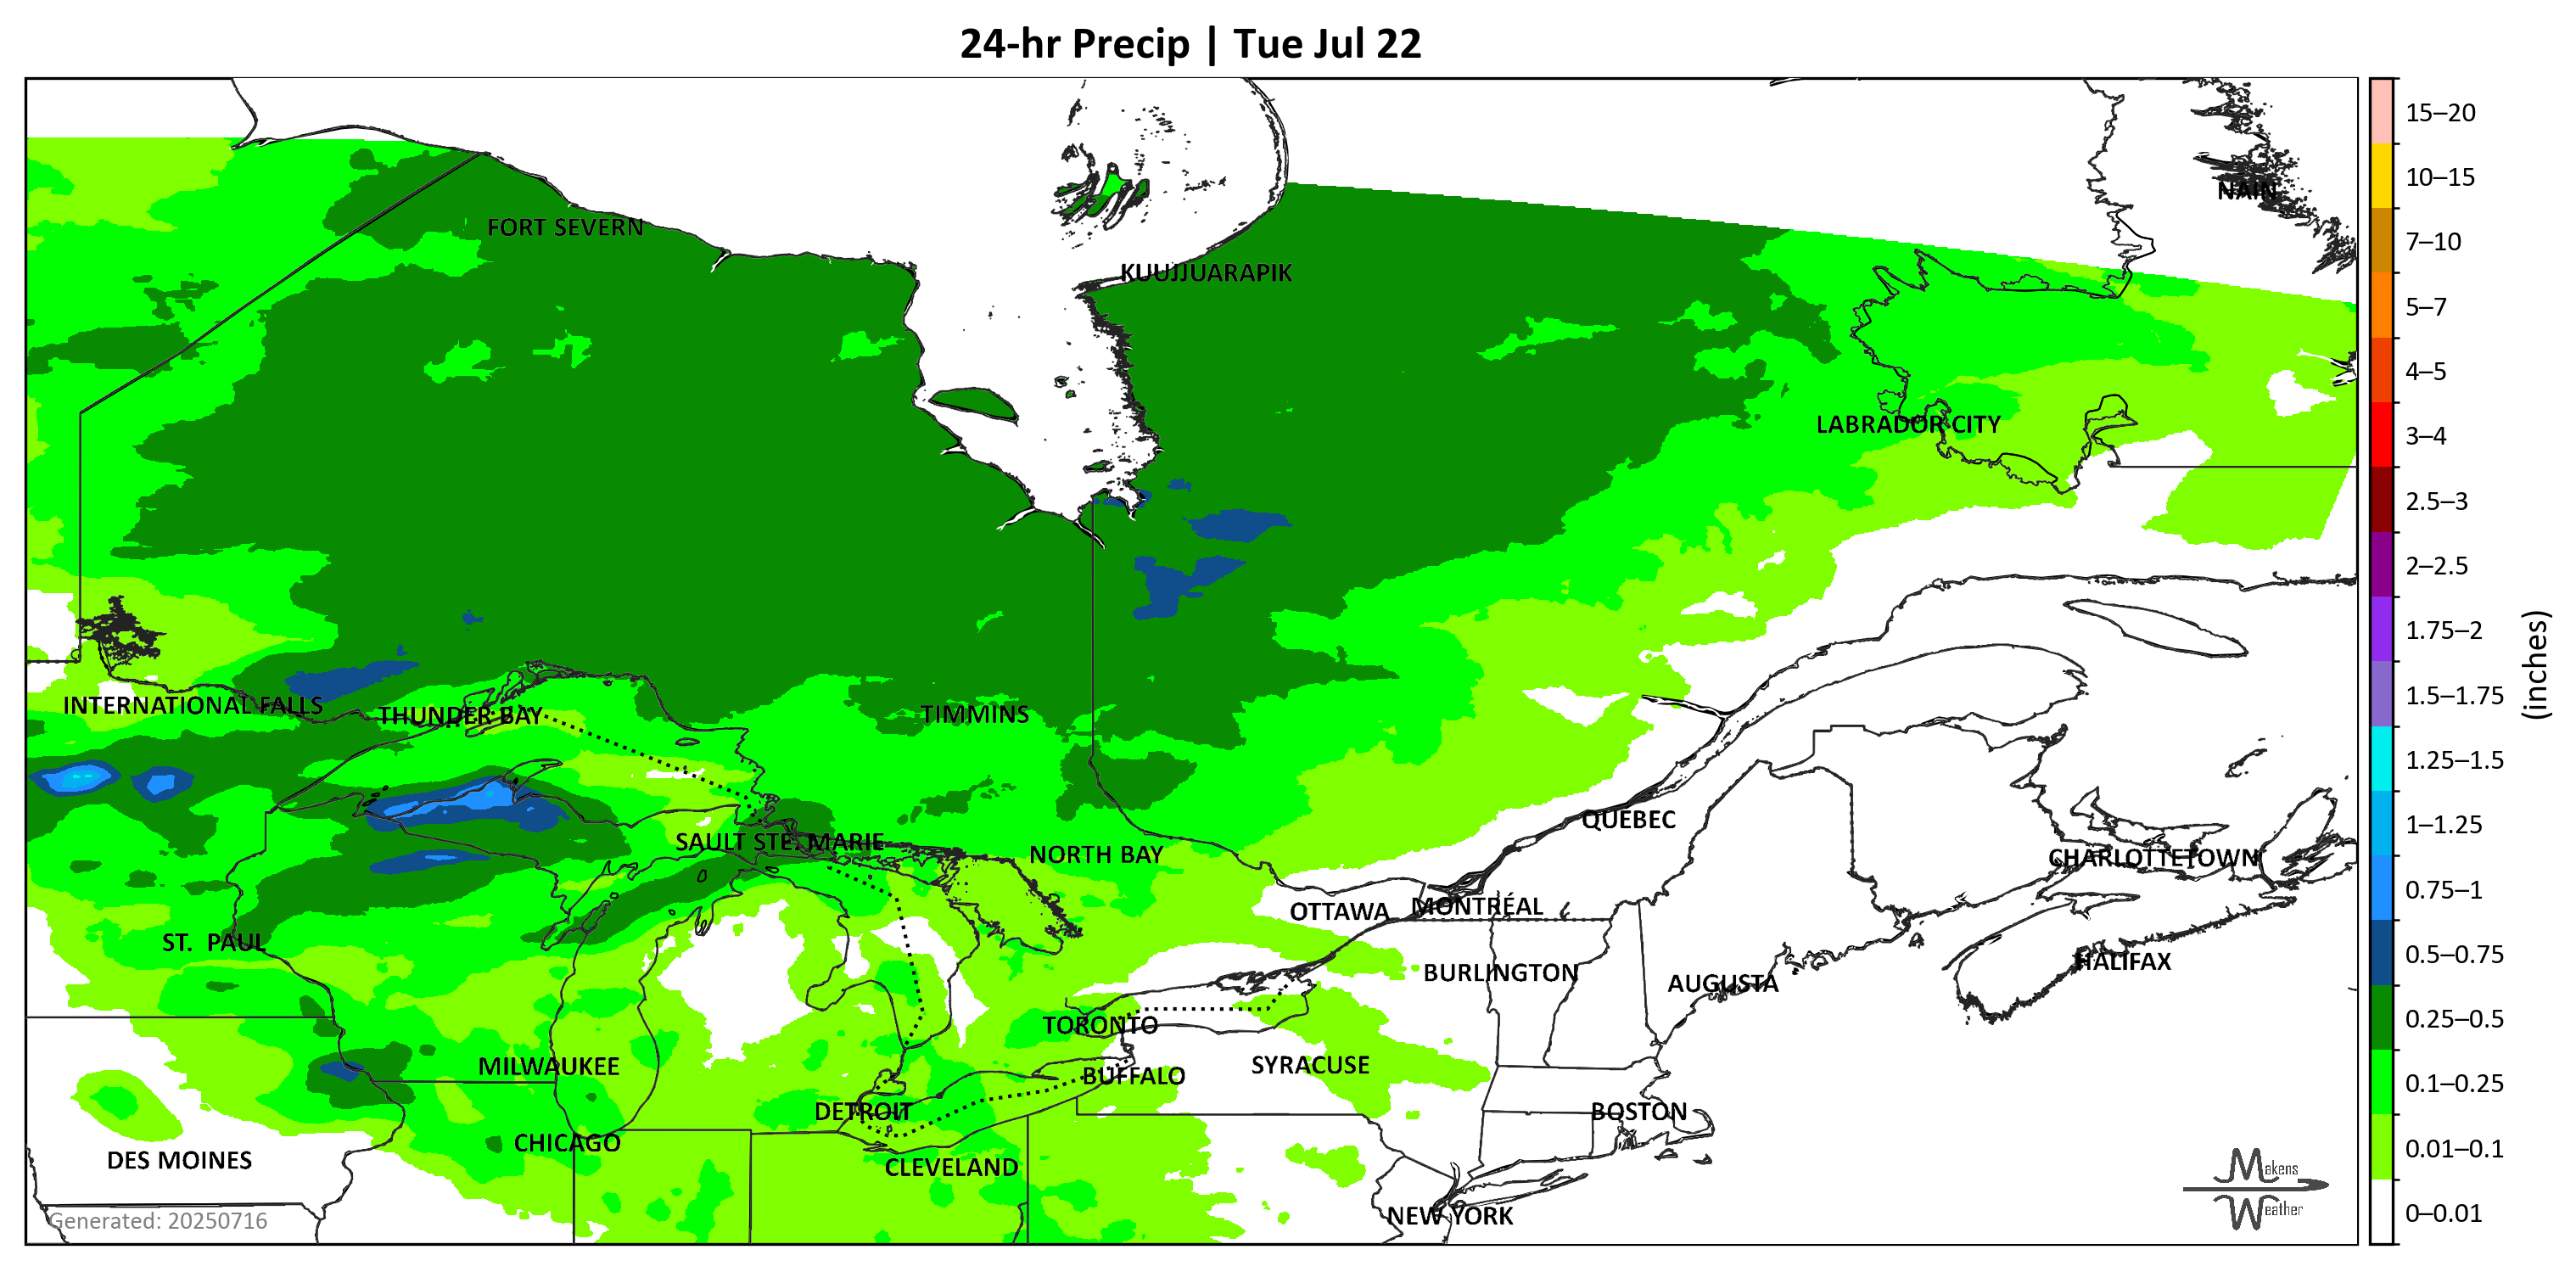 24-hr Precip | Tue Jul 22
15–20
10–15
NAIN
FORT SEVERN
7–10
KUUJJUARAPIK
5–7
4–5
LABRADOR CITY
3–4
2.5–3
2–2.5
1.75–2
(inches)
1.5–1.75
INTERNATIONAL FALLS
THUNDER BAY
TIMMINS
1.25–1.5
QUEBEC
1–1.25
SAULT STE. MARIE
NORTH BAY
CHARLOTTETOWN
0.75–1
OTTAWA
MONTRÉAL
ST. PAUL
0.5–0.75
BURLINGTON
HALIFAX
AUGUSTA
0.25–0.5
TORONTO
MILWAUKEE
SYRACUSE
BUFFALO
0.1–0.25
DETROIT
BOSTON
CHICAGO
0.01–0.1
DES MOINES
CLEVELAND
Makens
Weather
NEW YORK
0–0.01
Generated: 20250716